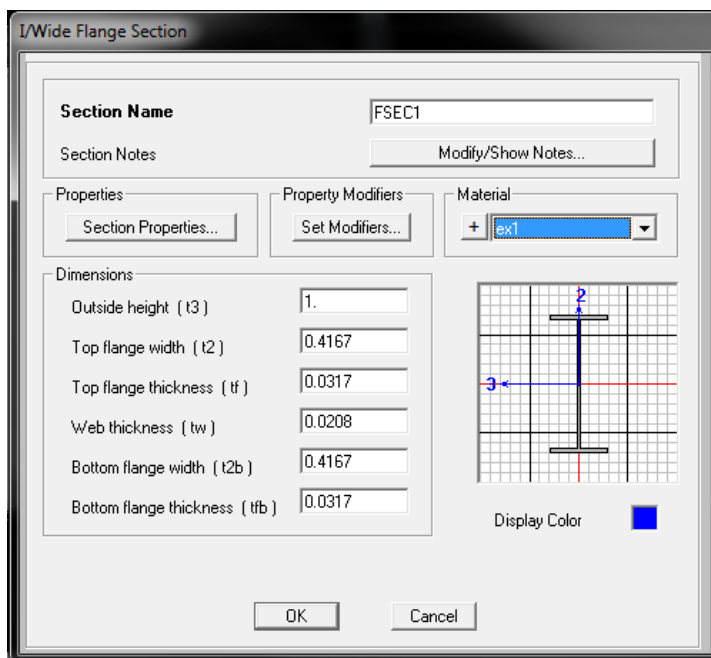 I/Wide Flange Section
Section Name
FSEC1
Section Notes
Modify/Show Notes...
Properties
Section Properties...
Property Modifiers
Set Modifiers...
Material
+
ex1
Dimensions
Outside height ( t3 )
1.
Top flange width ( t2 )
0.4167
Top flange thickness ( tf )
0.0317
Web thickness ( tw )
0.0208
Bottom flange width ( t2b )
0.4167
Bottom flange thickness ( tfb )
0.0317
2
3
Display Color
OK
Cancel